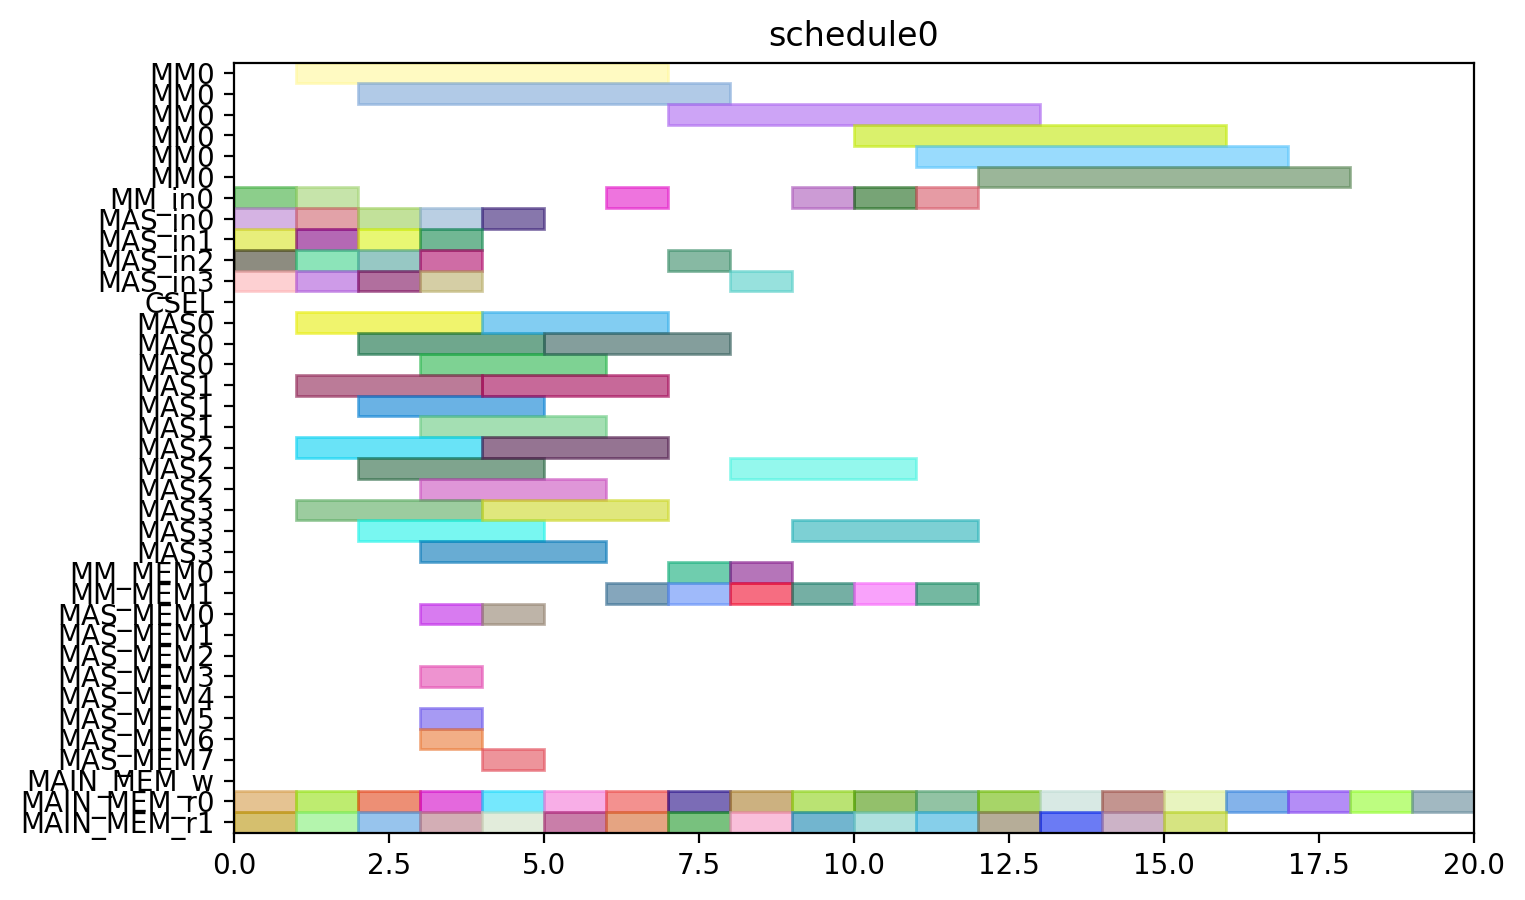 schedule0
MM0
MM0
MM0
MM0
MM0
MM0
MM_in0
MAS_in0
MAS_in1
MAS_in2
MAS_in3
CSEL
MAS0
MAS0
MAS0
MAS1
MAS1
MAS1
MAS2
MAS2
MAS2
MAS3
MAS3
MAS3
MM_MEM0
MM_MEM1
MAS_MEM0
MAS_MEM1
MAS_MEM2
MAS_MEM3
MAS_MEM4
MAS_MEM5
MAS_MEM6
MAS_MEM7
MAIN_MEM_w
MAIN_MEM_r0
MAIN_MEM_r1
0.0 2.5 5.0 7.5 10.0 12.5 15.0 17.5 20.0